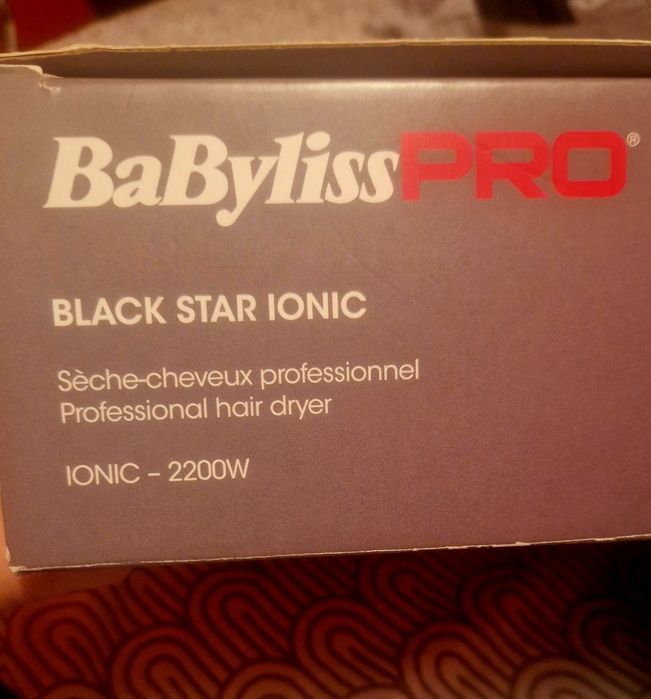 BaBylissPRO®
BLACK STAR IONIC
Sèche-cheveux professionnel
Professional hair dryer
IONIC – 2200W